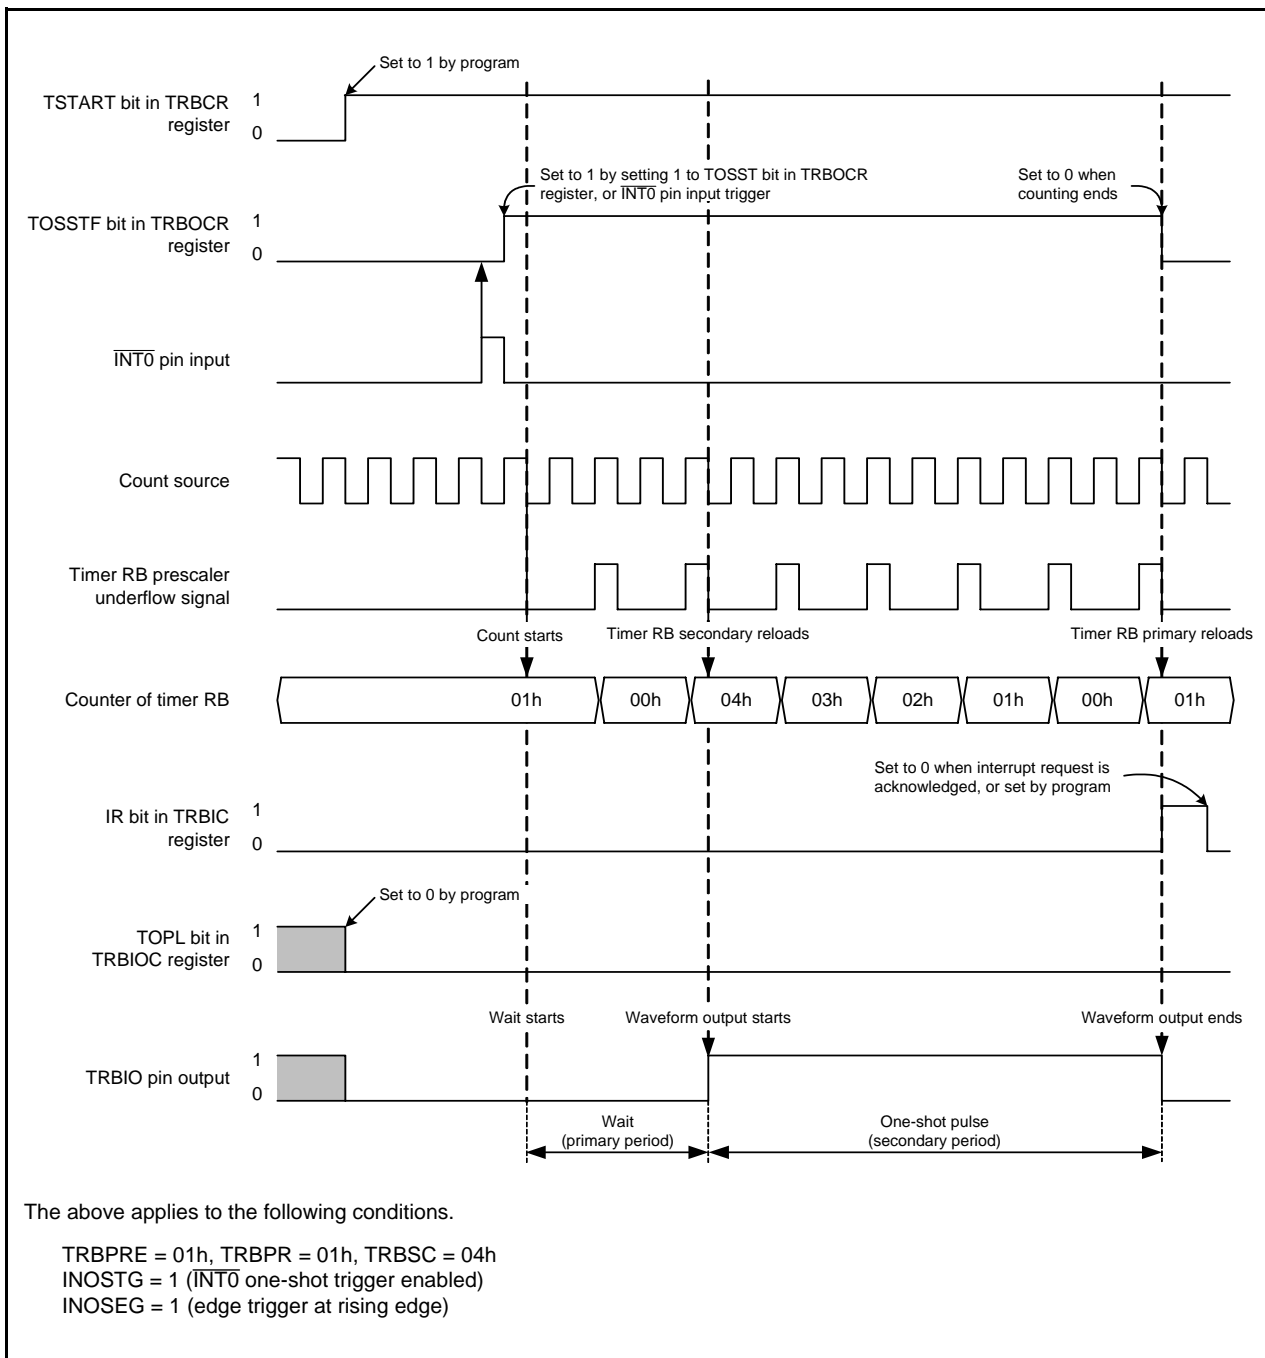 Set to 1 by program
TSTART bit in TRBCR
register
1
0
Set to 1 by setting 1 to TOSST bit in TRBOCR
register, or INT0 pin input trigger
Set to 0 when
counting ends
TOSSTF bit in TRBOCR
register
1
0
INT0 pin input
Count source
Timer RB prescaler
underflow signal
Count starts
Timer RB secondary reloads
Timer RB primary reloads
Counter of timer RB
01h
00h
04h
03h
02h
01h
00h
01h
Set to 0 when interrupt request is
acknowledged, or set by program
IR bit in TRBIC
register
1
0
Set to 0 by program
TOPL bit in
TRBIOC register
1
0
Wait starts
Waveform output starts
Waveform output ends
TRBIO pin output
1
0
Wait
(primary period)
One-shot pulse
(secondary period)
The above applies to the following conditions.
TRBPRE = 01h, TRBPR = 01h, TRBSC = 04h
INOSTG = 1 (INT0 one-shot trigger enabled)
INOSEG = 1 (edge trigger at rising edge)